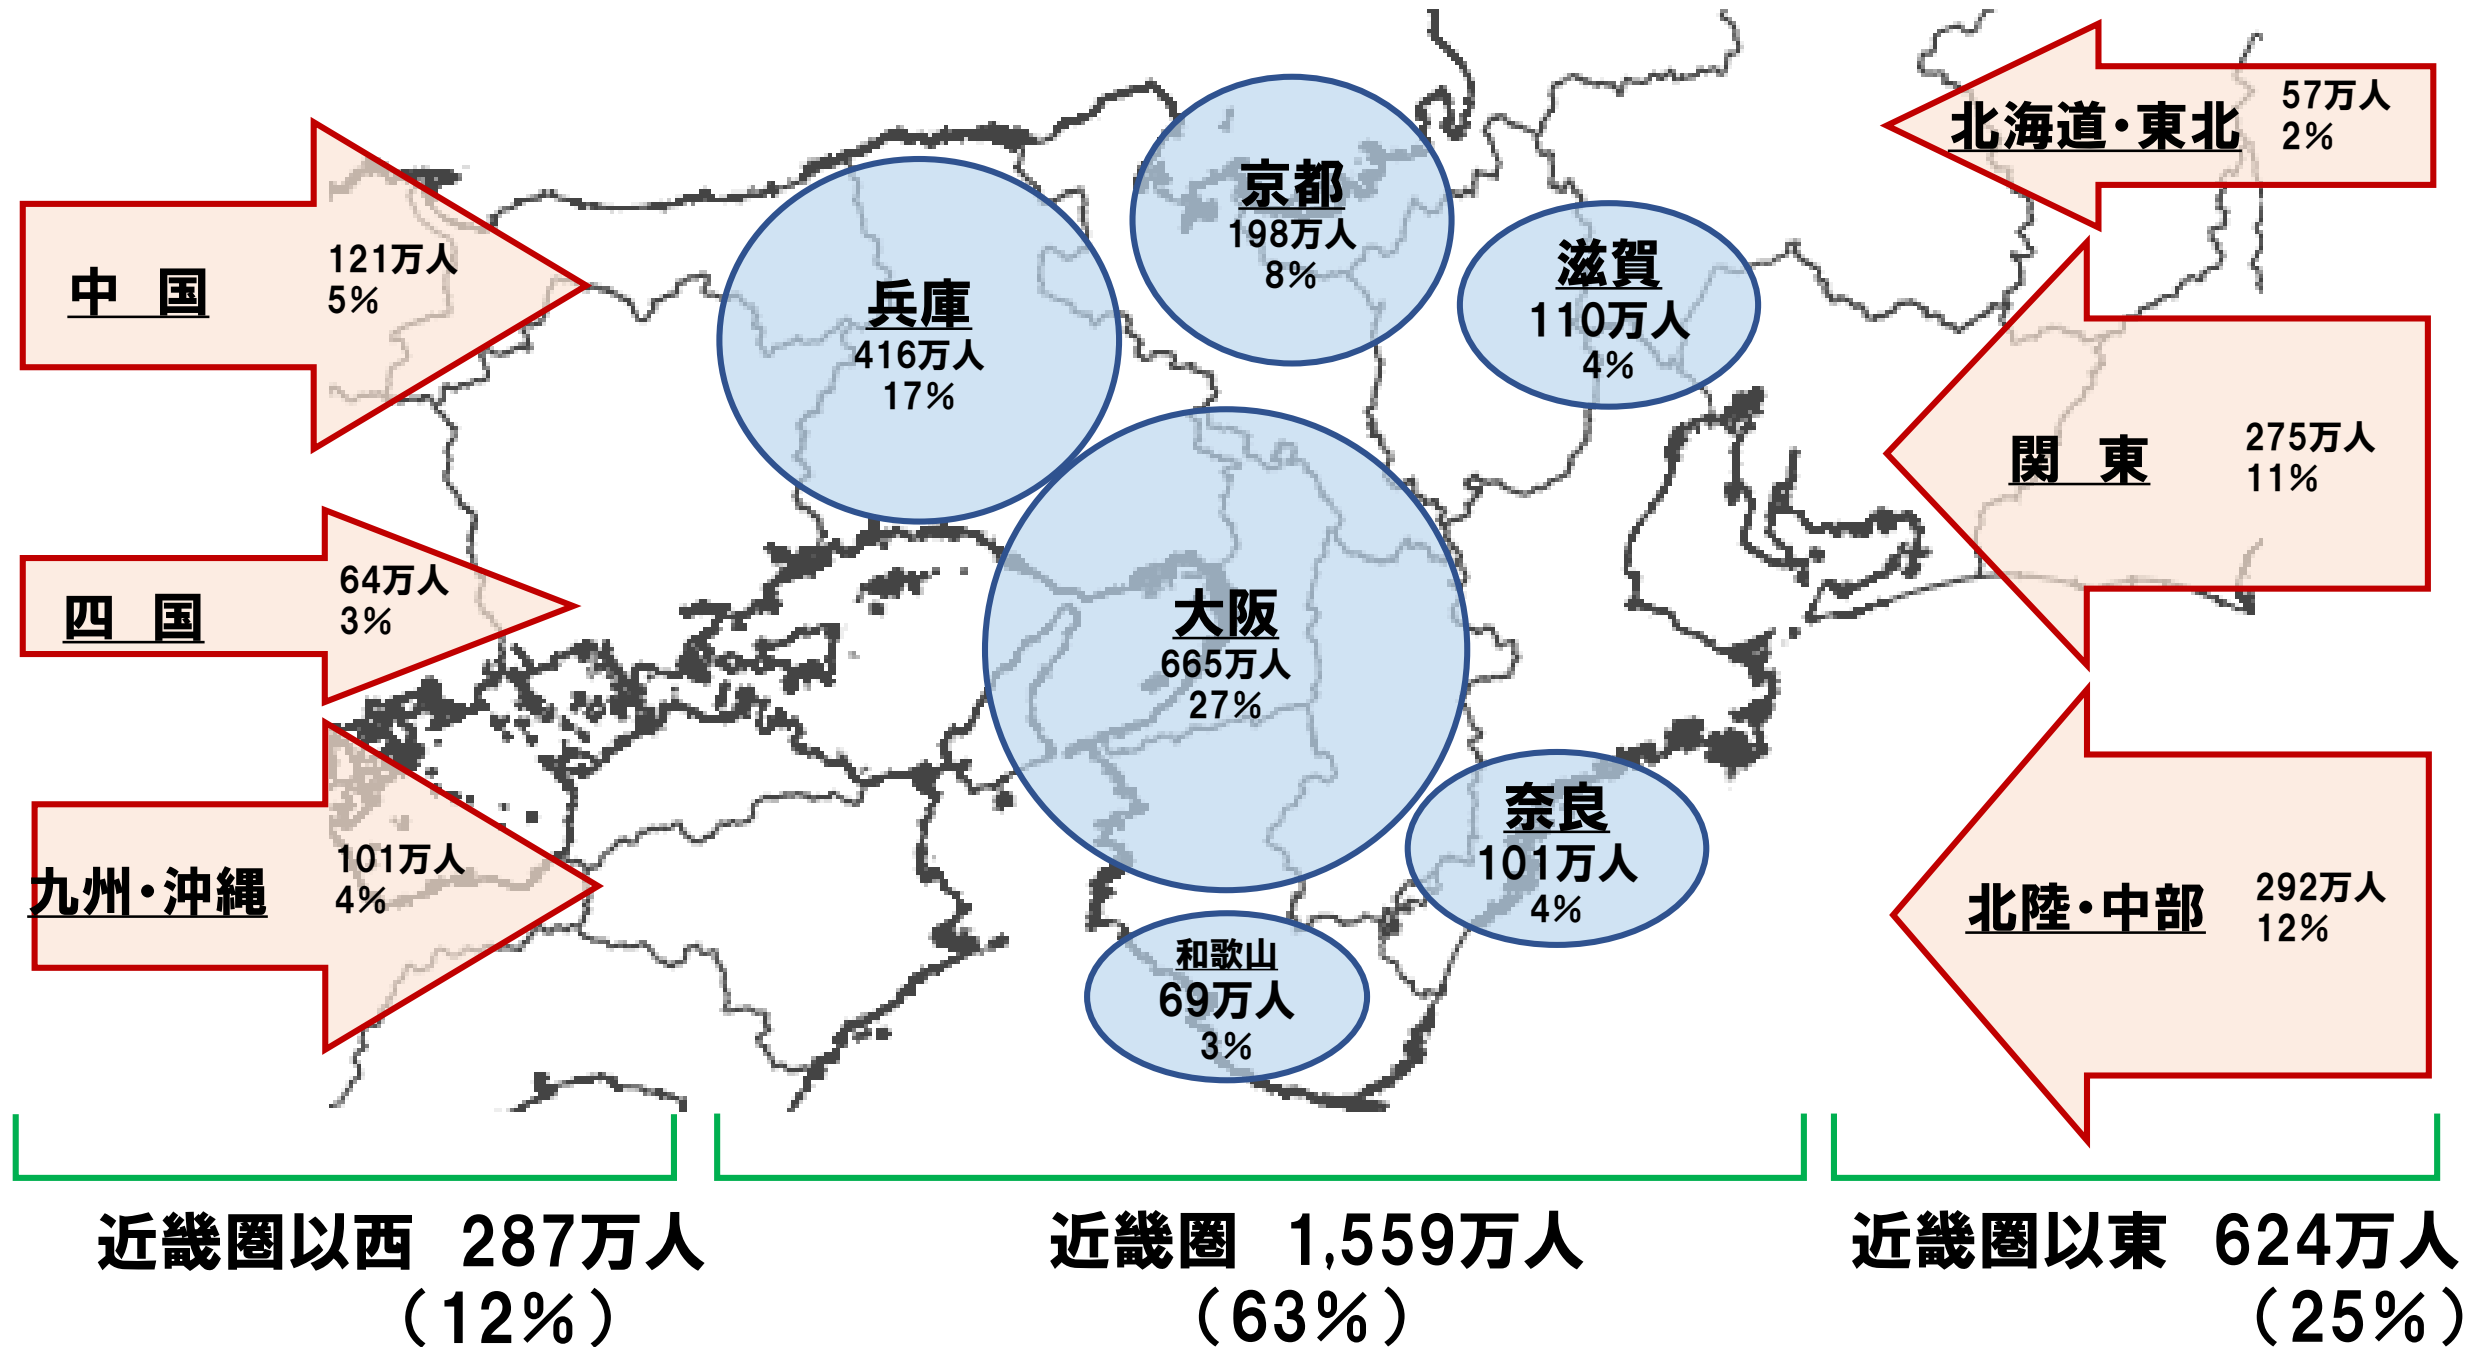 中　国
121万人
5%
四　国
64万人
3%
九州・沖縄
101万人
4%
兵庫
416万人
17%
京都
198万人
8%
滋賀
110万人
4%
大阪
665万人
27%
奈良
101万人
4%
和歌山
69万人
3%
北海道・東北
57万人
2%
関　東
275万人
11%
北陸・中部
292万人
12%
近畿圏以西　287万人
（12%）
近畿圏　1,559万人
（63%）
近畿圏以東　624万人
（25%）